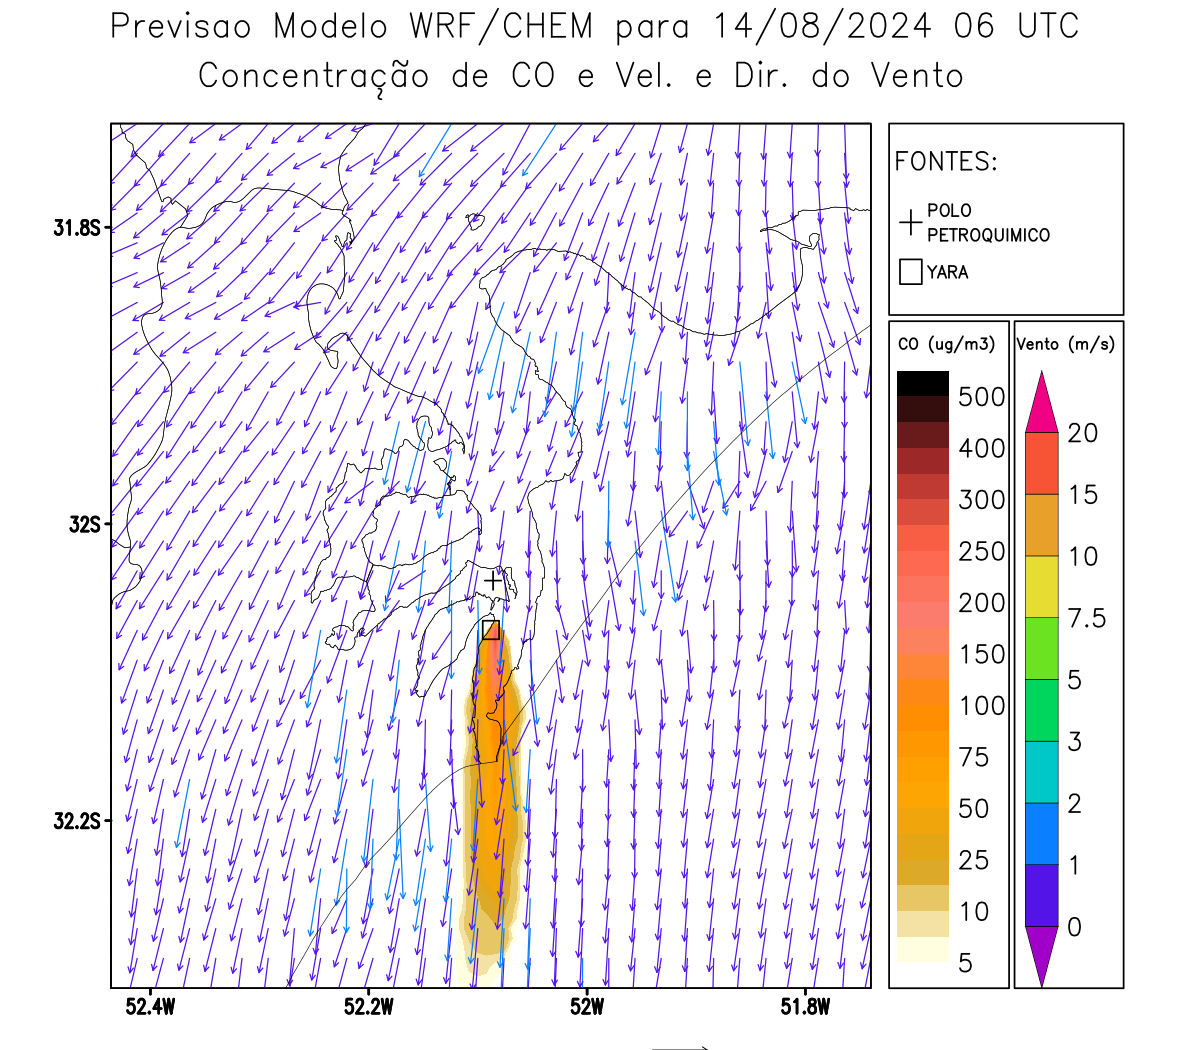 Previsao Modelo WRF/CHEM para 14/08/2024 06 UTC
Concentração de CO e Vel. e Dir. do Vento
FONTES:
POLO
PETROQUIMICO
YARA
CO (ug/m3)
500
400
300
250
200
150
100
75
50
25
10
5
Vento (m/s)
20
15
10
7.5
5
3
2
1
0
31.8S
32S
32.2S
52.4W
52.2W
52W
51.8W